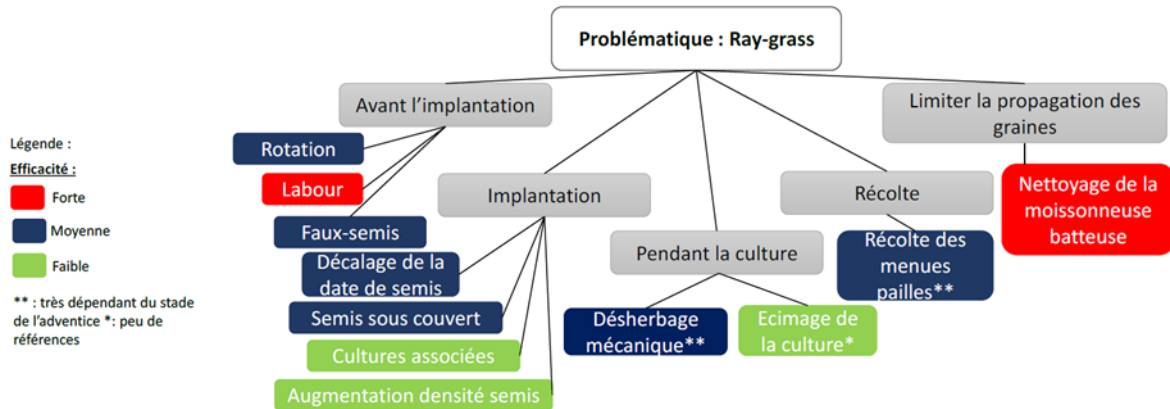 Problématique : Ray-grass
Avant l'implantation
Limiter la propagation des
graines
Légende :
Efficacité :
Forte
Moyenne
Faible
** : très dépendant du stade
de l'adventice *: peu de
références
Rotation
Labour
Faux-semis
Implantation
Décalage de la
date de semis
Semis sous couvert
Cultures associées
Augmentation densité semis
Pendant la culture
Désherbage
mécanique**
Ecimage de
la culture*
Récolte
Récolte des
menues
pailles**
Nettoyage de la
moissonneuse
batteuse